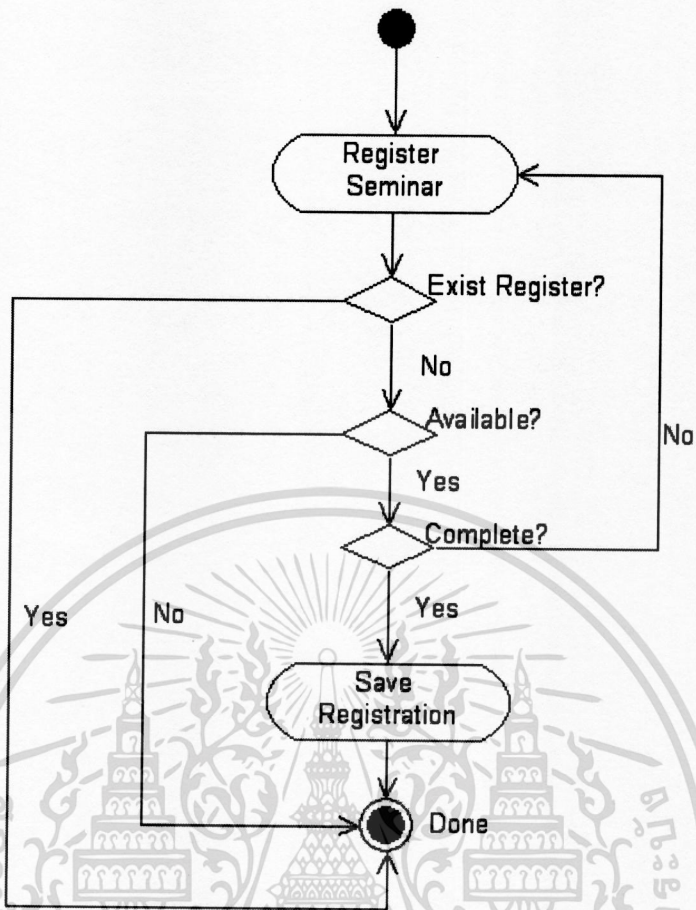 Register
Seminar
Exist Register?
No
Available?
No
Yes
Complete?
Yes
No
Yes
Save
Registration
Done